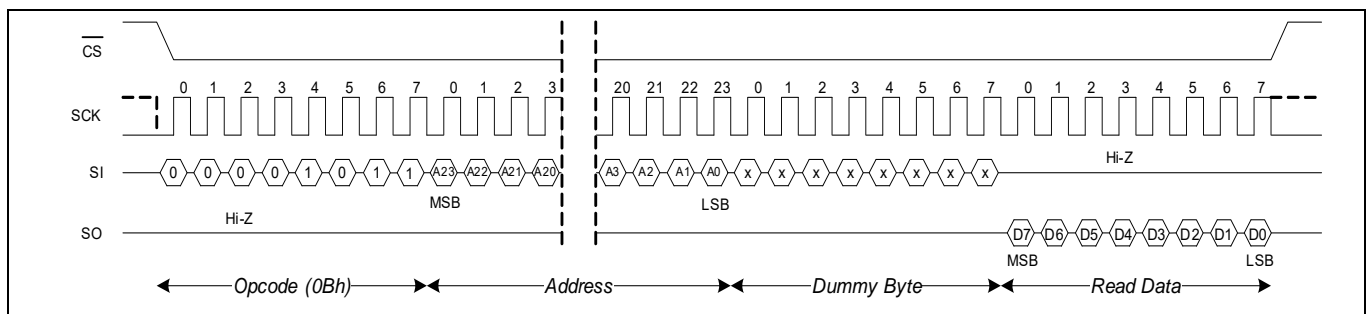 CS
0 1 2 3 4 5 6 7 0 1 2 3 20 21 22 23 0 1 2 3 4 5 6 7 0 1 2 3 4 5 6 7
SCK
Hi-Z
SI 0 0 0 0 1 0 1 1 A23 A22 A21 A20 A3 A2 A1 A0 x x x x x x x x
MSB LSB
Hi-Z
SO D7 D6 D5 D4 D3 D2 D1 D0
MSB LSB
Opcode (0Bh) Address Dummy Byte Read Data